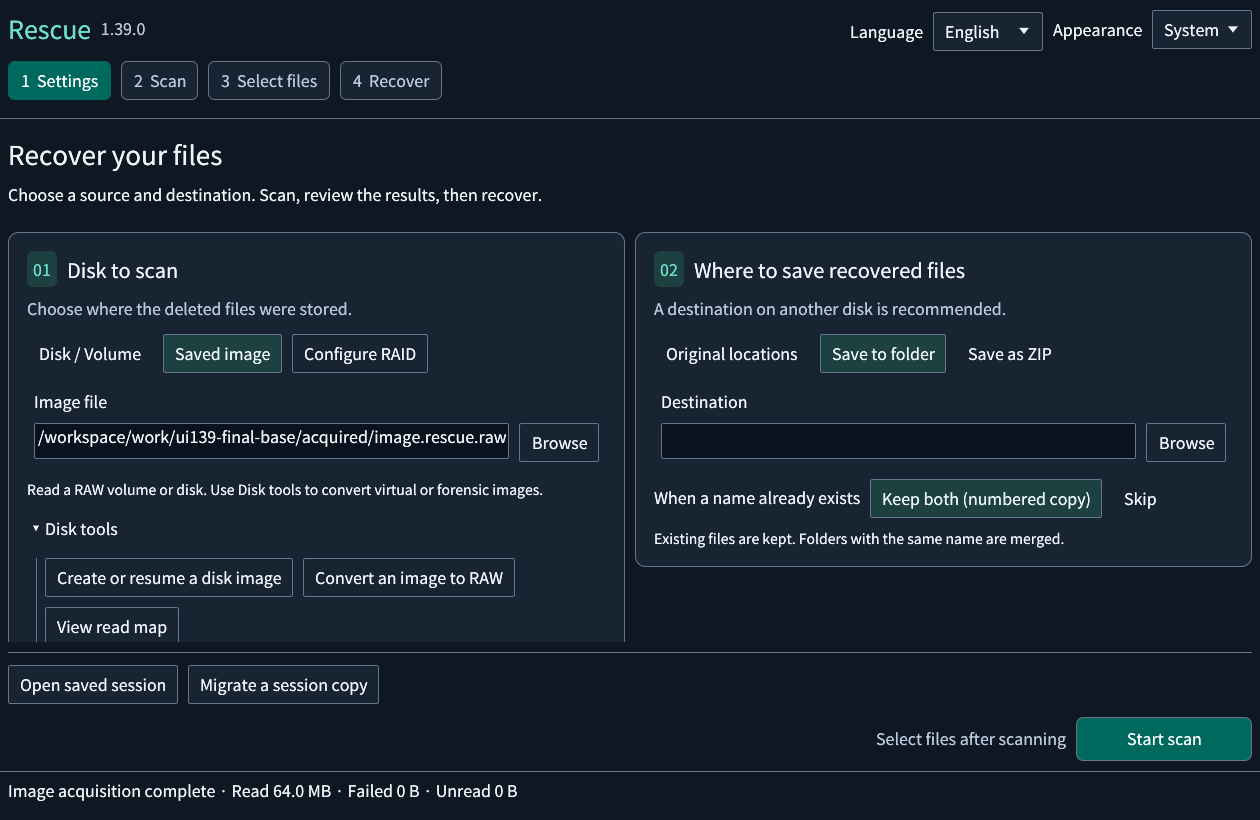 Rescue 1.39.0
Language English Appearance System
1 Settings 2 Scan 3 Select files 4 Recover
Recover your files
Choose a source and destination. Scan, review the results, then recover.
01 Disk to scan
Choose where the deleted files were stored.
Disk / Volume Saved image Configure RAID
Image file
/workspace/work/ui139-final-base/acquired/image.rescue.raw Browse
Read a RAW volume or disk. Use Disk tools to convert virtual or forensic images.
▾ Disk tools
Create or resume a disk image Convert an image to RAW
View read map
02 Where to save recovered files
A destination on another disk is recommended.
Original locations Save to folder Save as ZIP
Destination
Browse
When a name already exists Keep both (numbered copy) Skip
Existing files are kept. Folders with the same name are merged.
Open saved session Migrate a session copy
Select files after scanning Start scan
Image acquisition complete · Read 64.0 MB · Failed 0 B · Unread 0 B